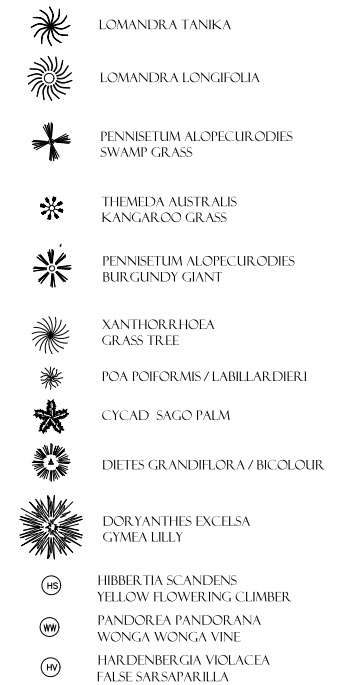 LOMANDRA TANIKA
LOMANDRA LONGIFOLIA
PENNISETUM ALOPECURODIES
SWAMP GRASS
THEMEDA AUSTRALIS
KANGAROO GRASS
PENNISETUM ALOPECURODIES
BURGUNDY GIANT
XANTHORRHOEA
GRASS TREE
POA POIFORMIS / LABILLARDIERI
CYCAD SAGO PALM
DIETES GRANDIFLORA / BICOLOUR
DORYANTHES EXCELSA
GYMEA LILLY
HS
HIBBERTIA SCANDENS
YELLOW FLOWERING CLIMBER
WW
PANDOREA PANDORANA
WONGA WONGA VINE
HV
HARDENBERGIA VIOLACEA
FALSE SARSAPARILLA